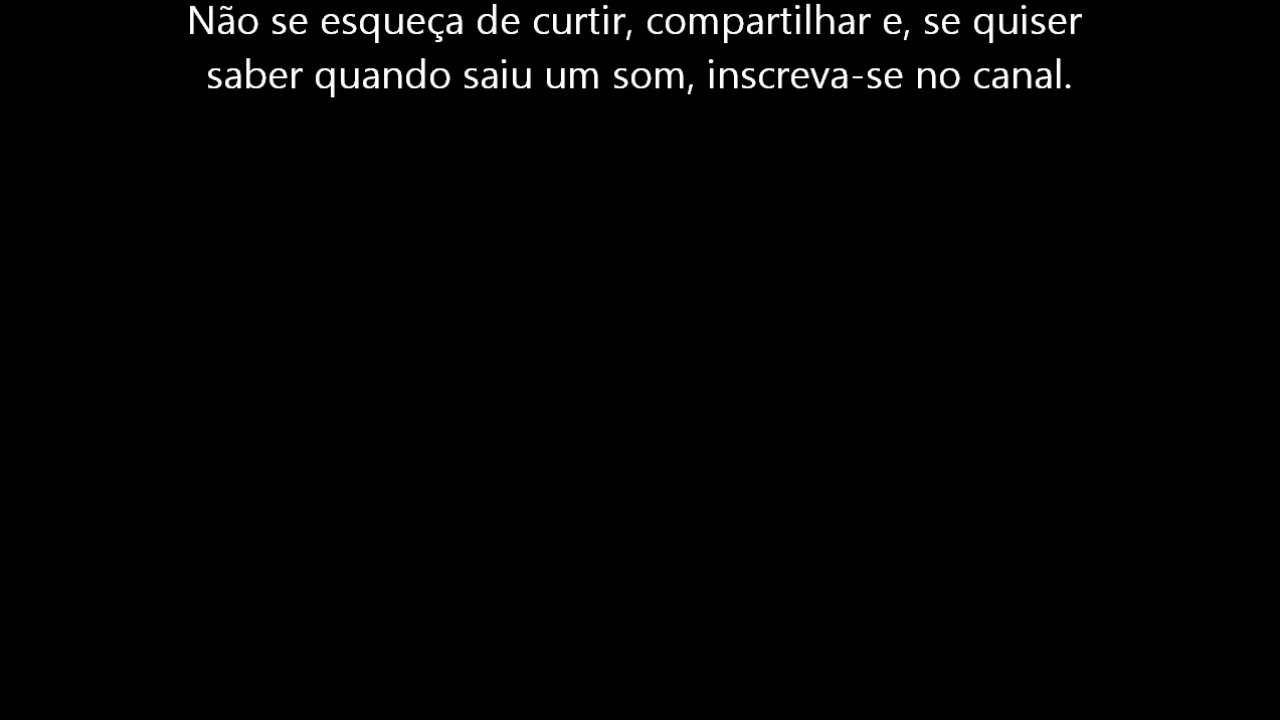 Não se esqueça de curtir, compartilhar e, se quiser
saber quando saiu um som, inscreva-se no canal.